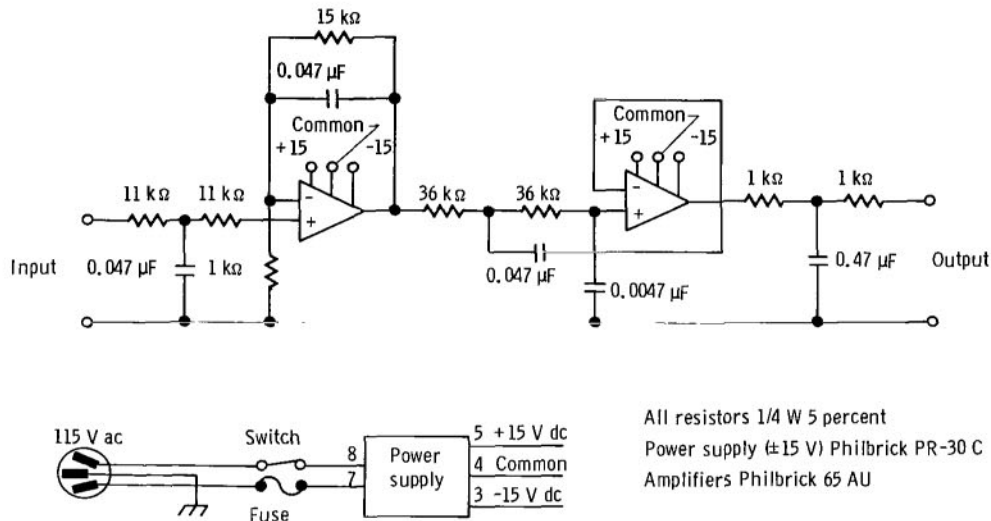 15 kΩ
0.047 µF
Common
+15
-15
-
+
11 kΩ
11 kΩ
Input
0.047 µF
1 kΩ
36 kΩ
36 kΩ
0.047 µF
0.0047 µF
Common
+15
-15
-
+
1 kΩ
1 kΩ
0.47 µF
Output
115 V ac
Switch
Fuse
8
7
Power
supply
5 +15 V dc
4 Common
3 -15 V dc
All resistors 1/4 W 5 percent
Power supply (±15 V) Philbrick PR-30 C
Amplifiers Philbrick 65 AU